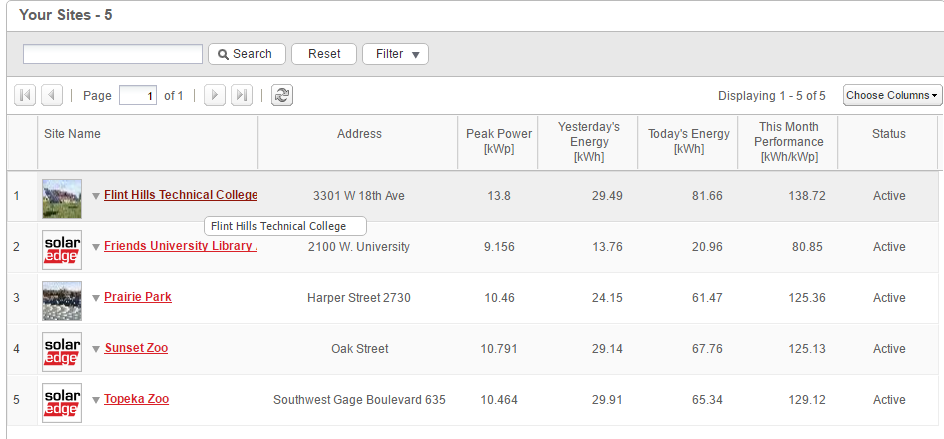 Your Sites - 5
Search Reset Filter
Page 1 of 1 Displaying 1 - 5 of 5 Choose Columns
Site Name Address Peak Power [kWp] Yesterday's Energy [kWh] Today's Energy [kWh] This Month Performance [kWh/kWp] Status
1 Flint Hills Technical College 3301 W 18th Ave 13.8 29.49 81.66 138.72 Active
Flint Hills Technical College
2 solar edge Friends University Library . 2100 W. University 9.156 13.76 20.96 80.85 Active
3 Prairie Park Harper Street 2730 10.46 24.15 61.47 125.36 Active
4 solar edge Sunset Zoo Oak Street 10.791 29.14 67.76 125.13 Active
5 solar edge Topeka Zoo Southwest Gage Boulevard 635 10.464 29.91 65.34 129.12 Active